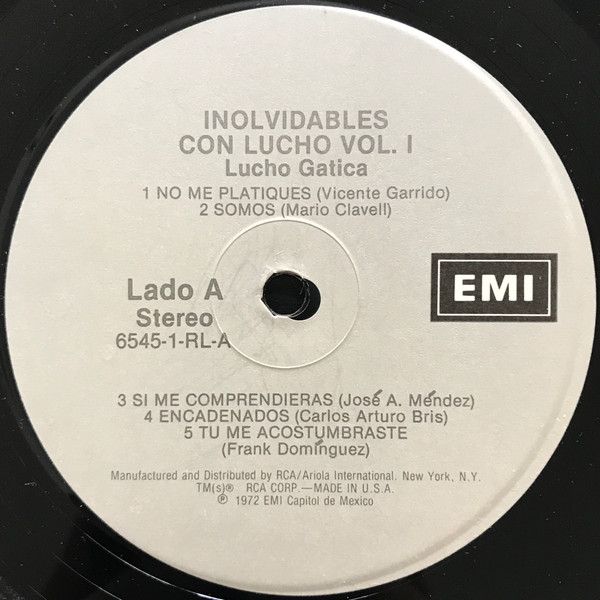 INOLVIDABLES
CON LUCHO VOL. I
Lucho Gatica
1 NO ME PLATIQUES (Vicente Garrido)
2 SOMOS (Mario Clavell)
Lado A
Stereo
6545-1-RL-A
EMI
3 SI ME COMPRENDIERAS (José A. Méndez)
4 ENCADENADOS (Carlos Arturo Bris)
5 TU ME ACOSTUMBRASTE
(Frank Domínguez)
Manufactured and Distributed by RCA/Ariola International. New York, N.Y.
TM(s)® RCA CORP.—MADE IN U.S.A.
℗ 1972 EMI Capitol de Mexico